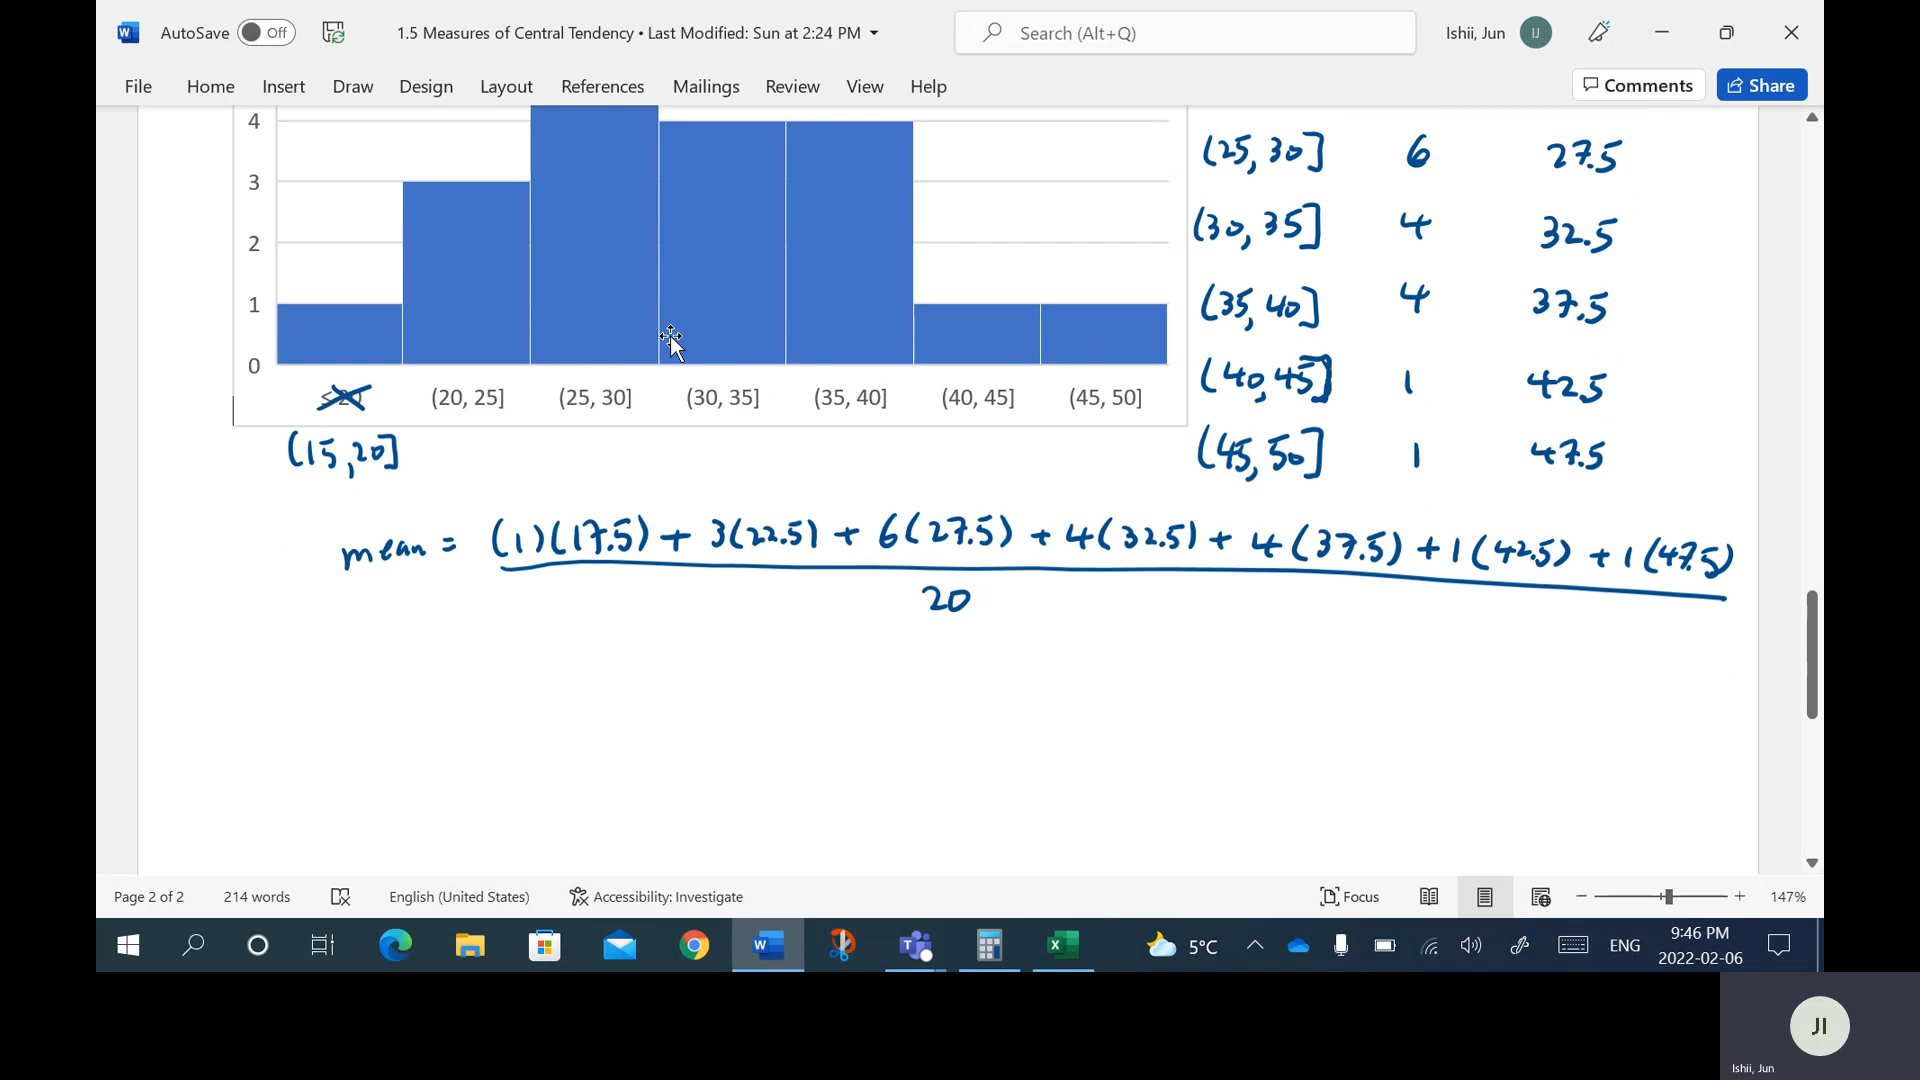 AutoSave Off 1.5 Measures of Central Tendency • Last Modified: Sun at 2:24 PM Search (Alt+Q) Ishii, Jun IJ
File Home Insert Draw Design Layout References Mailings Review View Help Comments Share
4
3
2
1
0
≤ 20 (20, 25] (25, 30] (30, 35] (35, 40] (40, 45] (45, 50]
(15,20]
(25, 30] 6 27.5
(30, 35] 4 32.5
(35, 40] 4 37.5
(40,45] 1 42.5
(45, 50] 1 47.5
mean = (1)(17.5) + 3(22.5) + 6(27.5) + 4(32.5) + 4(37.5) + 1(42.5) + 1(47.5)
20
Page 2 of 2 214 words English (United States) Accessibility: Investigate Focus 147%
5°C ENG 9:46 PM
2022-02-06
JI
Ishii, Jun